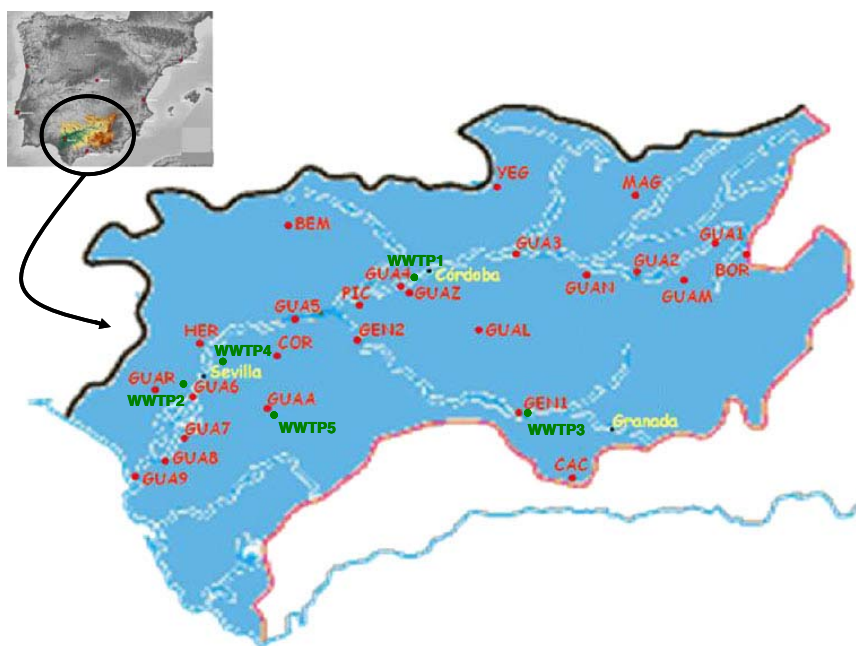 YEG
MAG
BEM
GUA1
GUA3
WWTP1
BOR
GUA2
Córdoba
GUA4
GUAN
GUAM
GUAZ
PIC
GUA5
GEN2
GUAL
HER
COR
WWTP4
Sevilla
GUAR
WWTP2
GUA6
GUAA
GEN1
WWTP5
Granada
WWTP3
GUA7
GUA8
CAC
GUA9